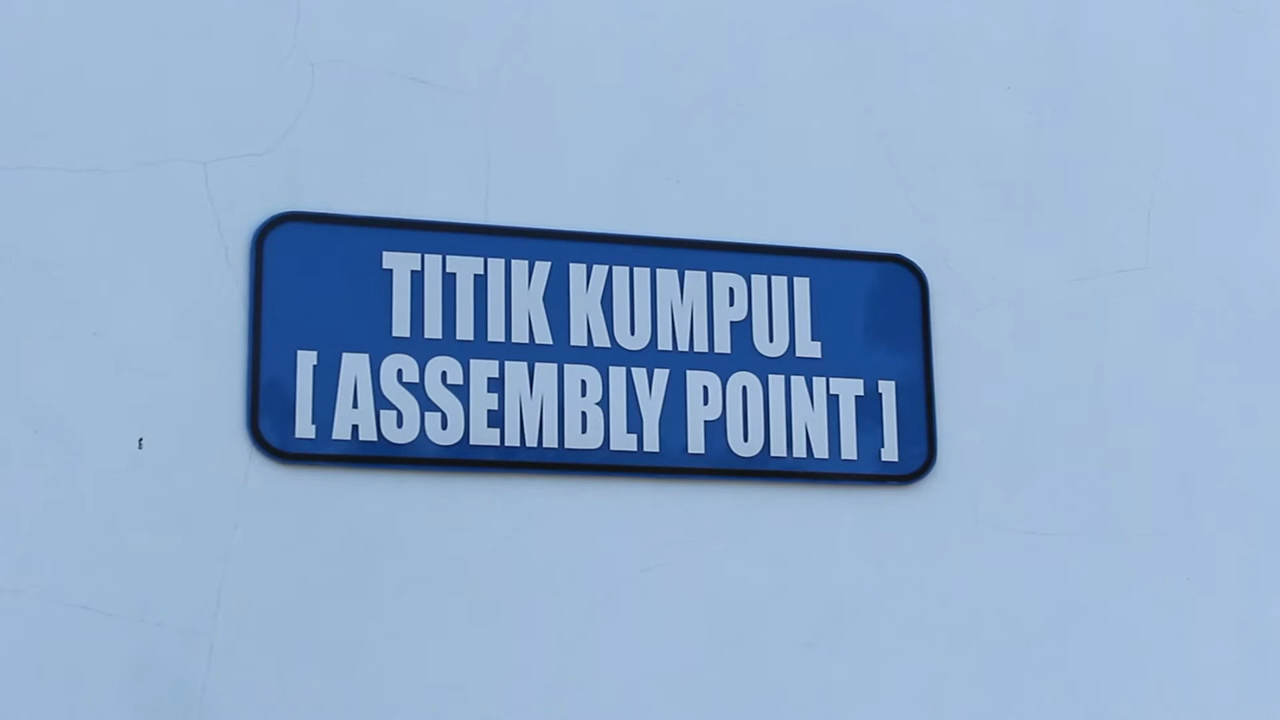 TITIK KUMPUL
[ ASSEMBLY POINT ]